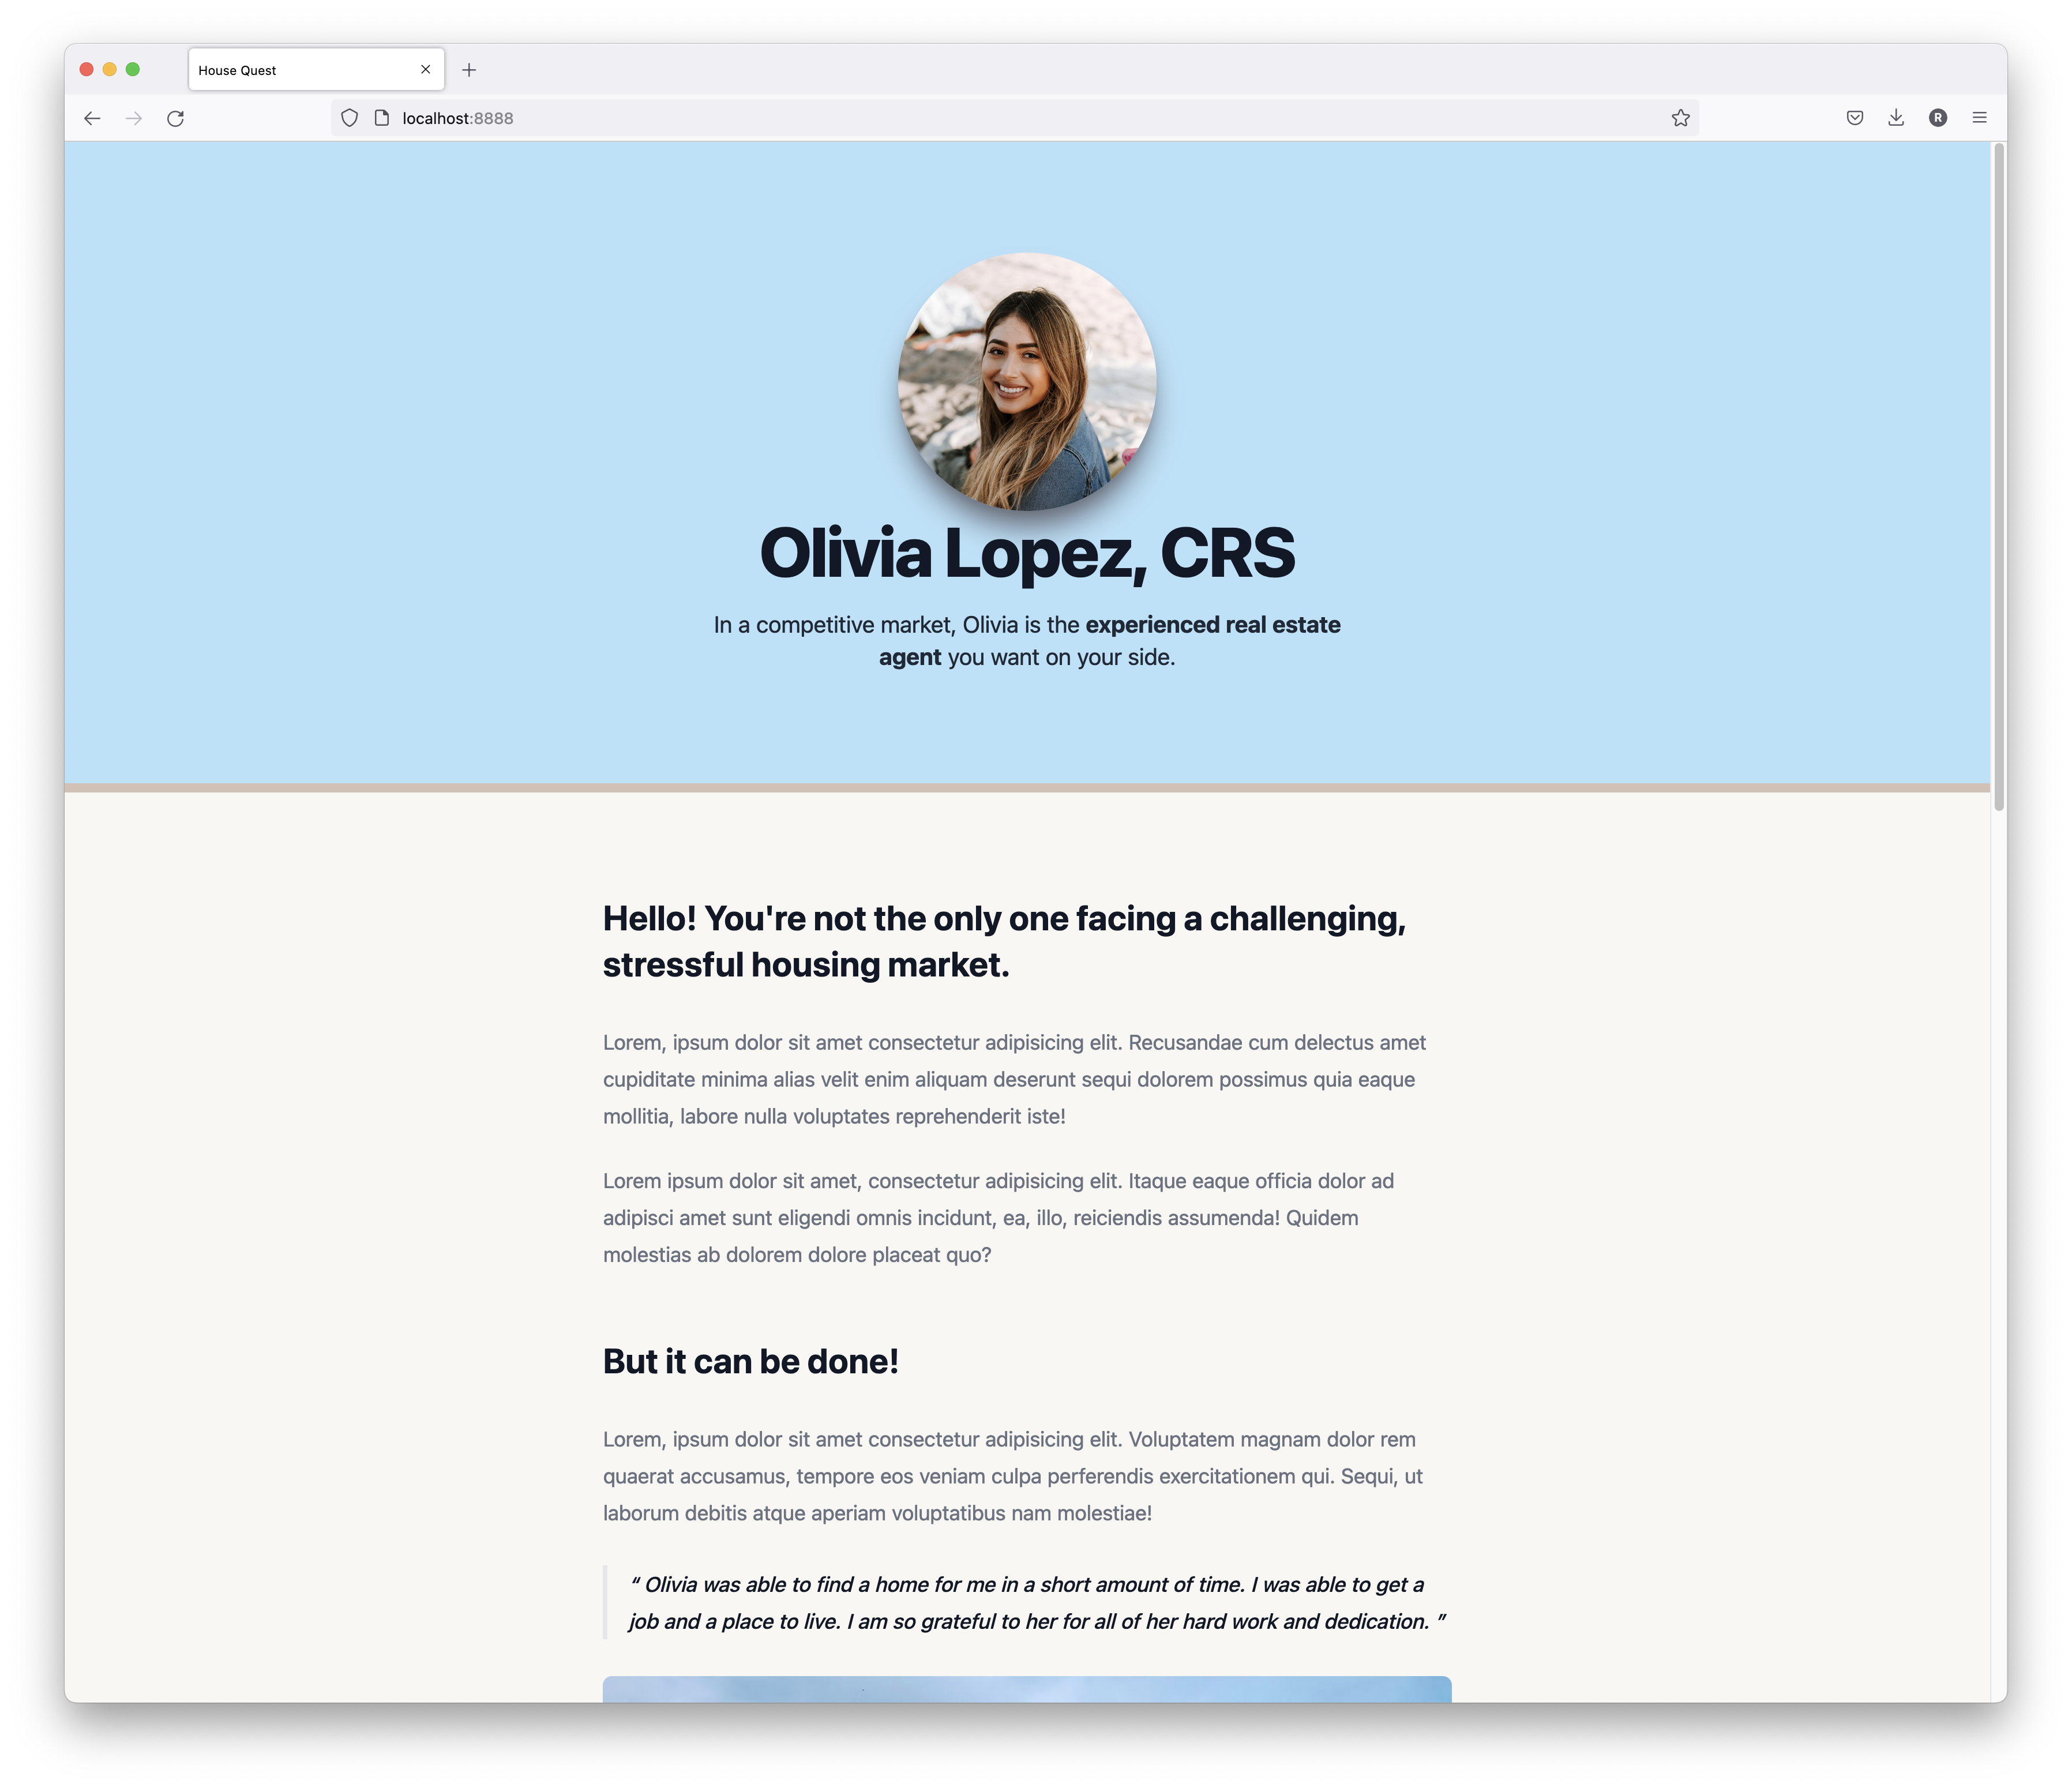 House Quest
localhost:8888
R
Olivia Lopez, CRS
In a competitive market, Olivia is the experienced real estate
agent you want on your side.
Hello! You're not the only one facing a challenging,
stressful housing market.
Lorem, ipsum dolor sit amet consectetur adipisicing elit. Recusandae cum delectus amet
cupiditate minima alias velit enim aliquam deserunt sequi dolorem possimus quia eaque
mollitia, labore nulla voluptates reprehenderit iste!
Lorem ipsum dolor sit amet, consectetur adipisicing elit. Itaque eaque officia dolor ad
adipisci amet sunt eligendi omnis incidunt, ea, illo, reiciendis assumenda! Quidem
molestias ab dolorem dolore placeat quo?
But it can be done!
Lorem, ipsum dolor sit amet consectetur adipisicing elit. Voluptatem magnam dolor rem
quaerat accusamus, tempore eos veniam culpa perferendis exercitationem qui. Sequi, ut
laborum debitis atque aperiam voluptatibus nam molestiae!
“ Olivia was able to find a home for me in a short amount of time. I was able to get a
job and a place to live. I am so grateful to her for all of her hard work and dedication. ”